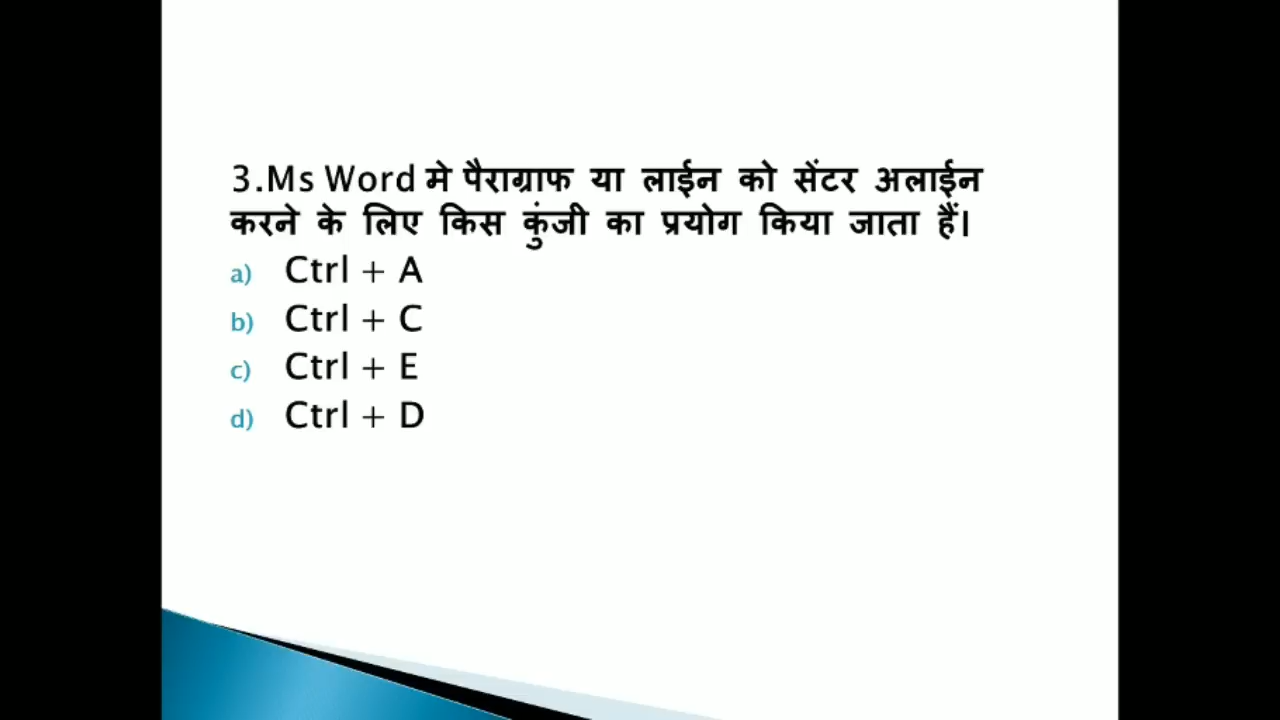 3.Ms Word मे पैराग्राफ या लाईन को सेंटर अलाईन
करने के लिए किस कुंजी का प्रयोग किया जाता हैं।
a) Ctrl + A
b) Ctrl + C
c) Ctrl + E
d) Ctrl + D